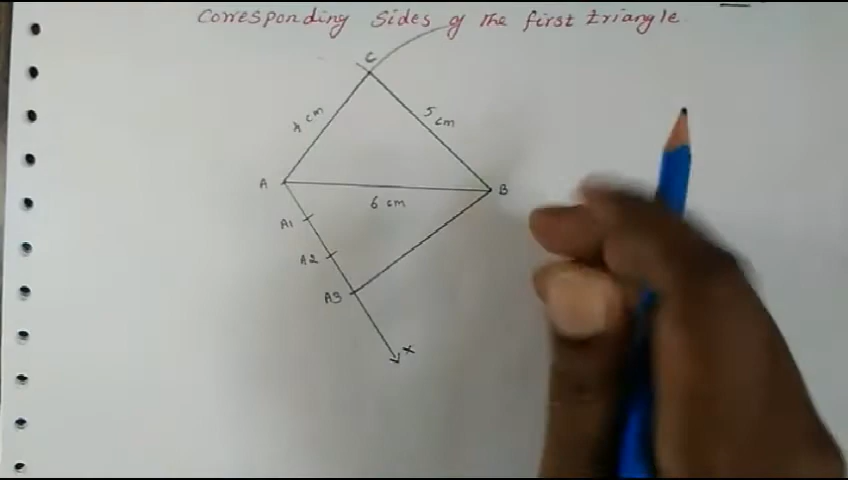 Corresponding Sides of the first triangle
C
4 cm
5 cm
A
B
6 cm
A1
A2
A3
X